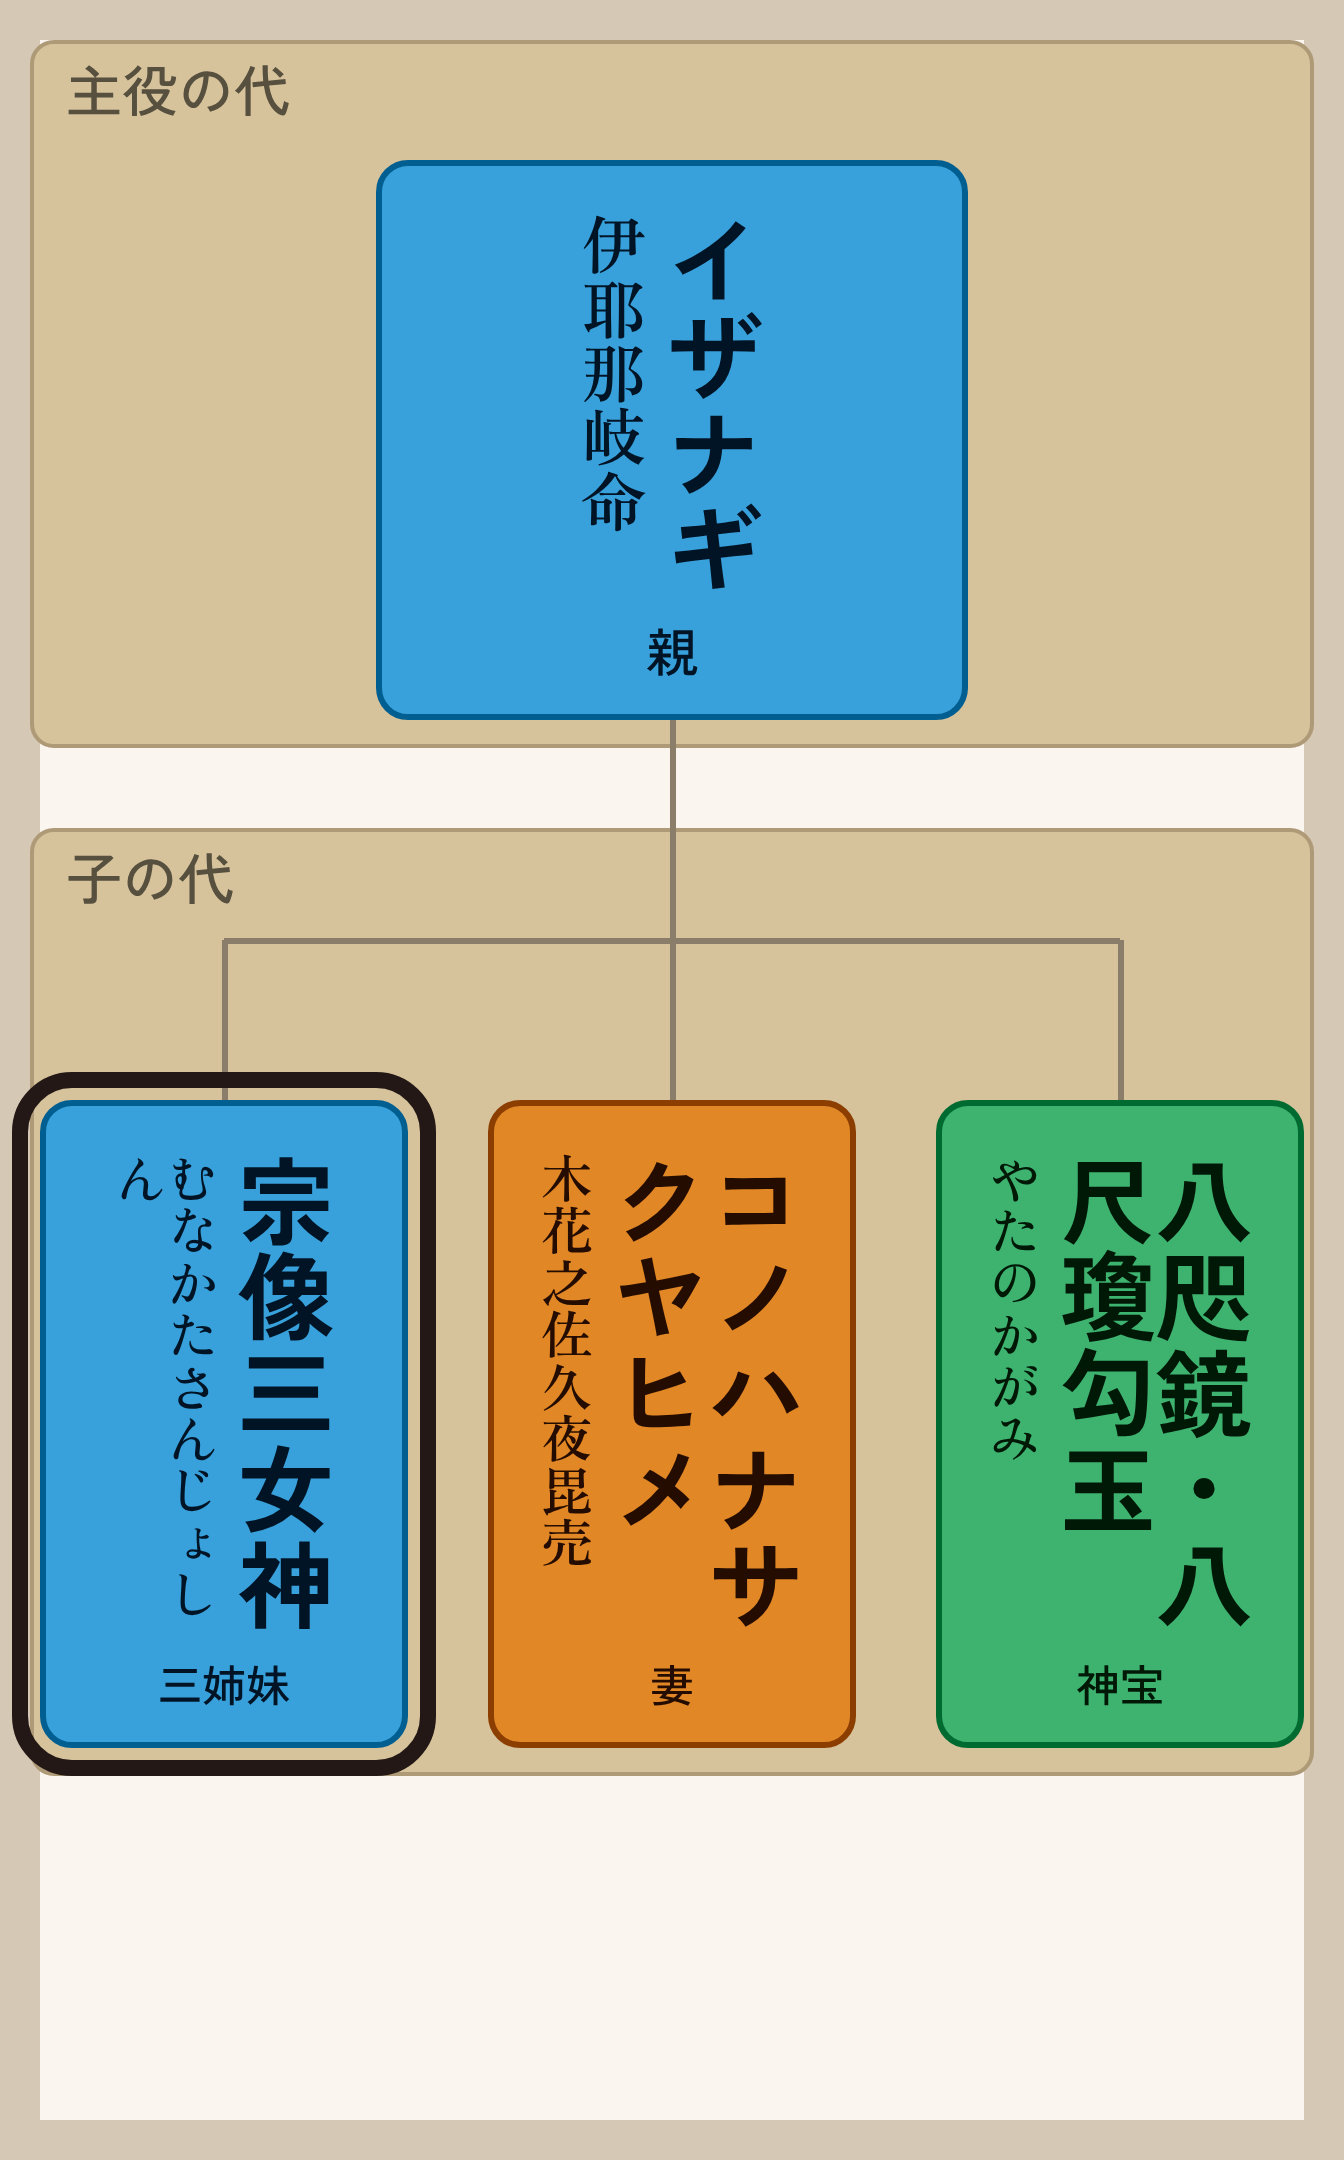 主役の代
イザナギ
伊耶那岐命
親
子の代
宗像三女神
むなかたさんじょし
ん
三姉妹
コノハナサ
クヤヒメ
木花之佐久夜毘売
妻
八咫鏡・八
尺瓊勾玉
やたのかがみ
神宝